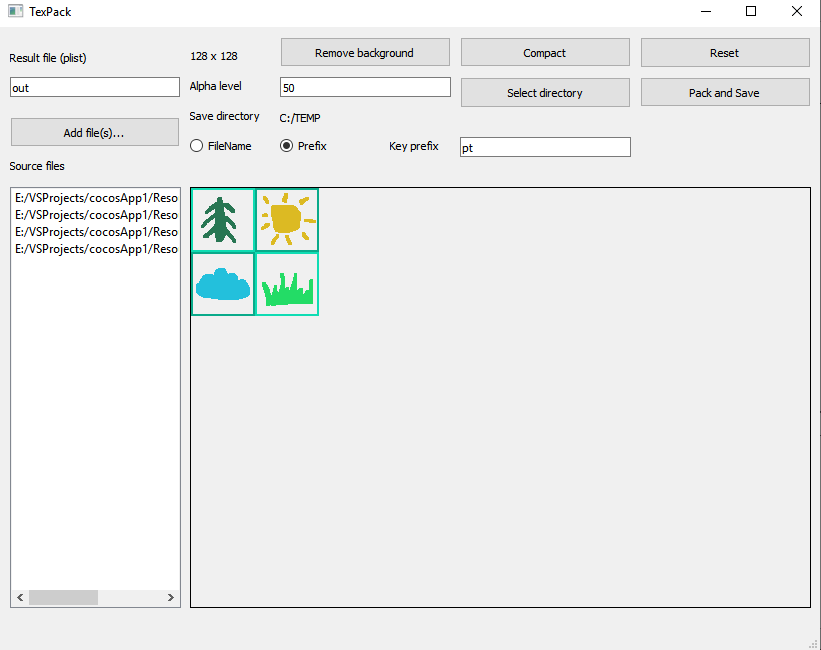 TexPack
Result file (plist)
128 x 128
Remove background
Compact
Reset
out
Alpha level
50
Select directory
Pack and Save
Save directory
C:/TEMP
Add file(s)...
FileName
Prefix
Key prefix
pt
Source files
E:/VSProjects/cocosApp1/Reso
E:/VSProjects/cocosApp1/Reso
E:/VSProjects/cocosApp1/Reso
E:/VSProjects/cocosApp1/Reso